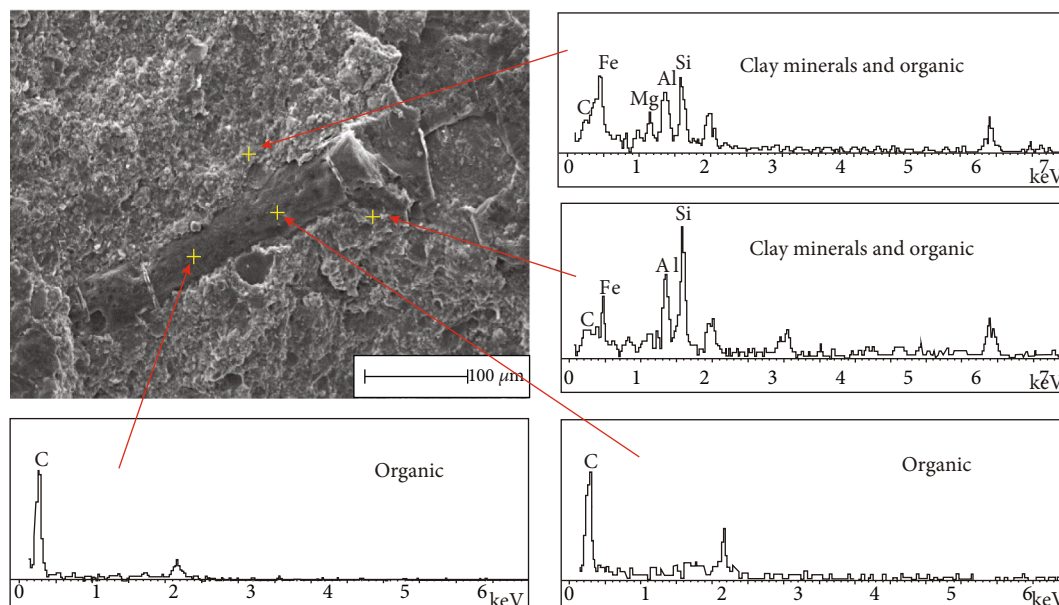 Fe
Si
Al
C
Mg
Clay minerals and organic
0 1 2 3 4 5 6 7
keV
Si
Al
Fe
C
Clay minerals and organic
0 1 2 3 4 5 6 7
keV
100 μm
C
Organic
0 1 2 3 4 5 6
keV
C
Organic
0 1 2 3 4 5 6
keV